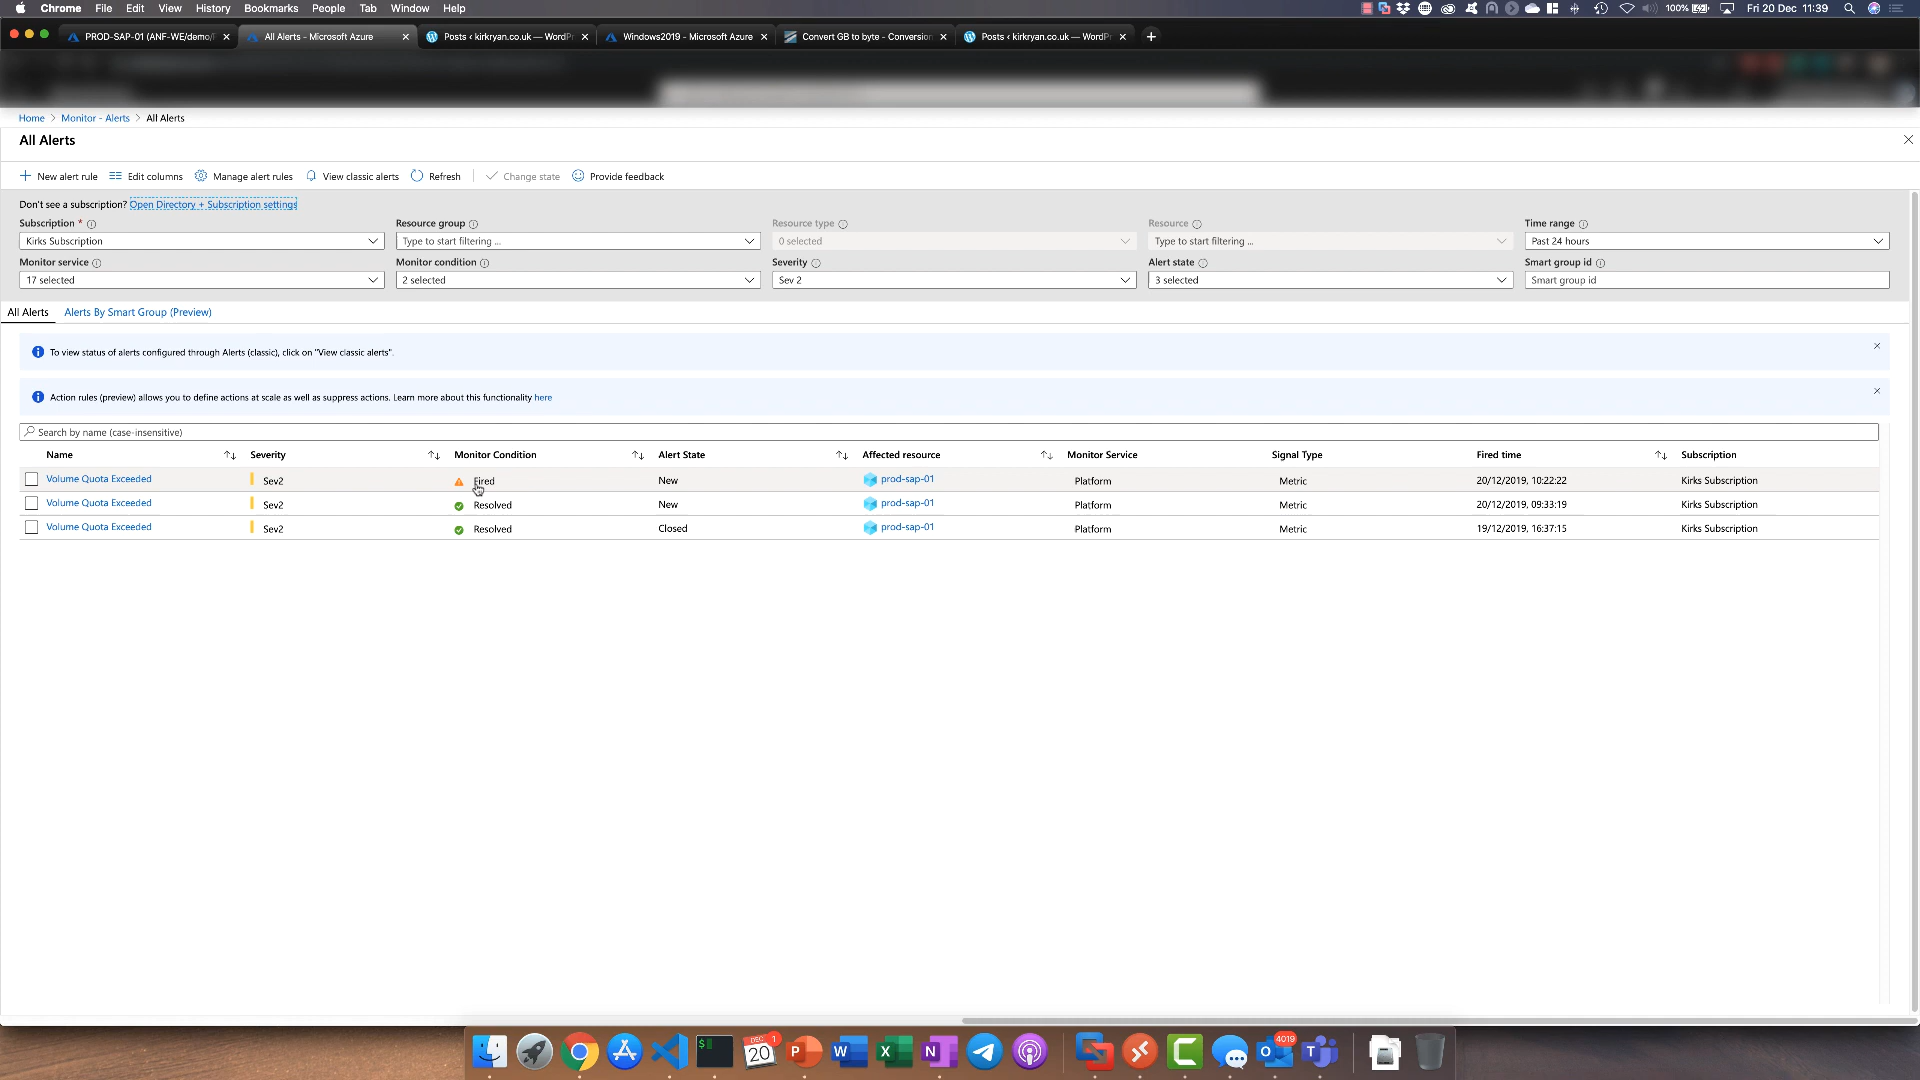 Chrome File Edit View History Bookmarks People Tab Window Help 100% Fri 20 Dec 11:39
PROD-SAP-01 (ANF-WE/demo/ All Alerts - Microsoft Azure Posts ‹ kirkryan.co.uk — WordPr Windows2019 - Microsoft Azure Convert GB to byte - Conversion Posts ‹ kirkryan.co.uk — WordPr
Home > Monitor - Alerts > All Alerts
All Alerts
New alert rule Edit columns Manage alert rules View classic alerts Refresh Change state Provide feedback
Don't see a subscription? Open Directory + Subscription settings
Subscription * Resource group Resource type Resource Time range
Kirks Subscription Type to start filtering ... 0 selected Type to start filtering ... Past 24 hours
Monitor service Monitor condition Severity Alert state Smart group id
17 selected 2 selected Sev 2 3 selected Smart group id
All Alerts Alerts By Smart Group (Preview)
To view status of alerts configured through Alerts (classic), click on "View classic alerts".
Action rules (preview) allows you to define actions at scale as well as suppress actions. Learn more about this functionality here
Search by name (case-insensitive)
Name Severity Monitor Condition Alert State Affected resource Monitor Service Signal Type Fired time Subscription
Volume Quota Exceeded Sev2 Fired New prod-sap-01 Platform Metric 20/12/2019, 10:22:22 Kirks Subscription
Volume Quota Exceeded Sev2 Resolved New prod-sap-01 Platform Metric 20/12/2019, 09:33:19 Kirks Subscription
Volume Quota Exceeded Sev2 Resolved Closed prod-sap-01 Platform Metric 19/12/2019, 16:37:15 Kirks Subscription
$ DEC 20 1 P W X N O 4019 T